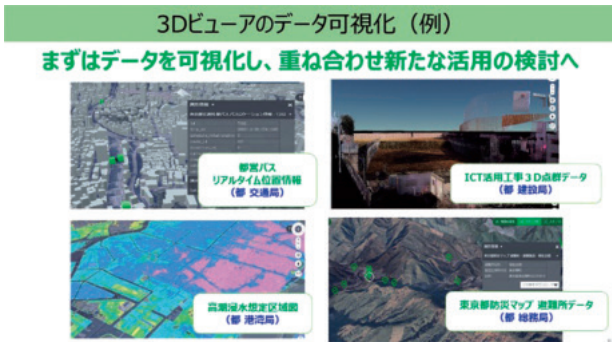 3Dビューアのデータ可視化（例）
まずはデータを可視化し、重ね合わせ新たな活用の検討へ
都営バス
リアルタイム位置情報
（都 交通局）
ICT活用工事３D点群データ
（都 建設局）
高潮浸水想定区域図
（都 港湾局）
東京都防災マップ 避難所データ
（都 総務局）